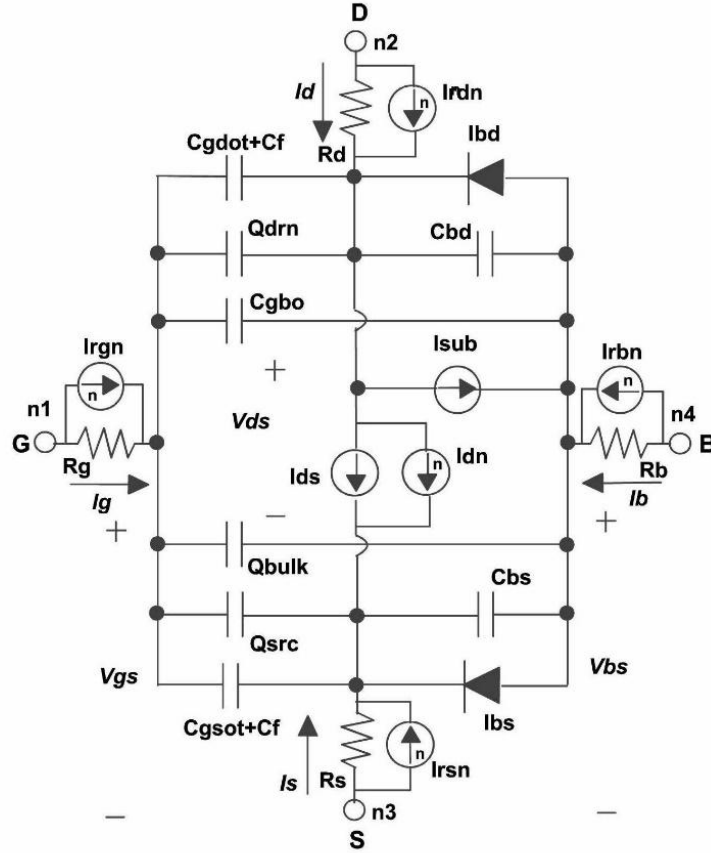 D
n2
Id
n
Irdn
Rd
Cgdot+Cf
Ibd
Qdrn
Cbd
Cgbo
Irgn
n
+
Isub
Irbn
n
n1
G
Vds
n4
B
Rg
Ids
Idn
n
Rb
Ig
Ib
+
−
+
Qbulk
Cbs
Qsrc
Vgs
Vbs
Cgsot+Cf
Ibs
Is
Rs
n
Irsn
−
n3
−
S